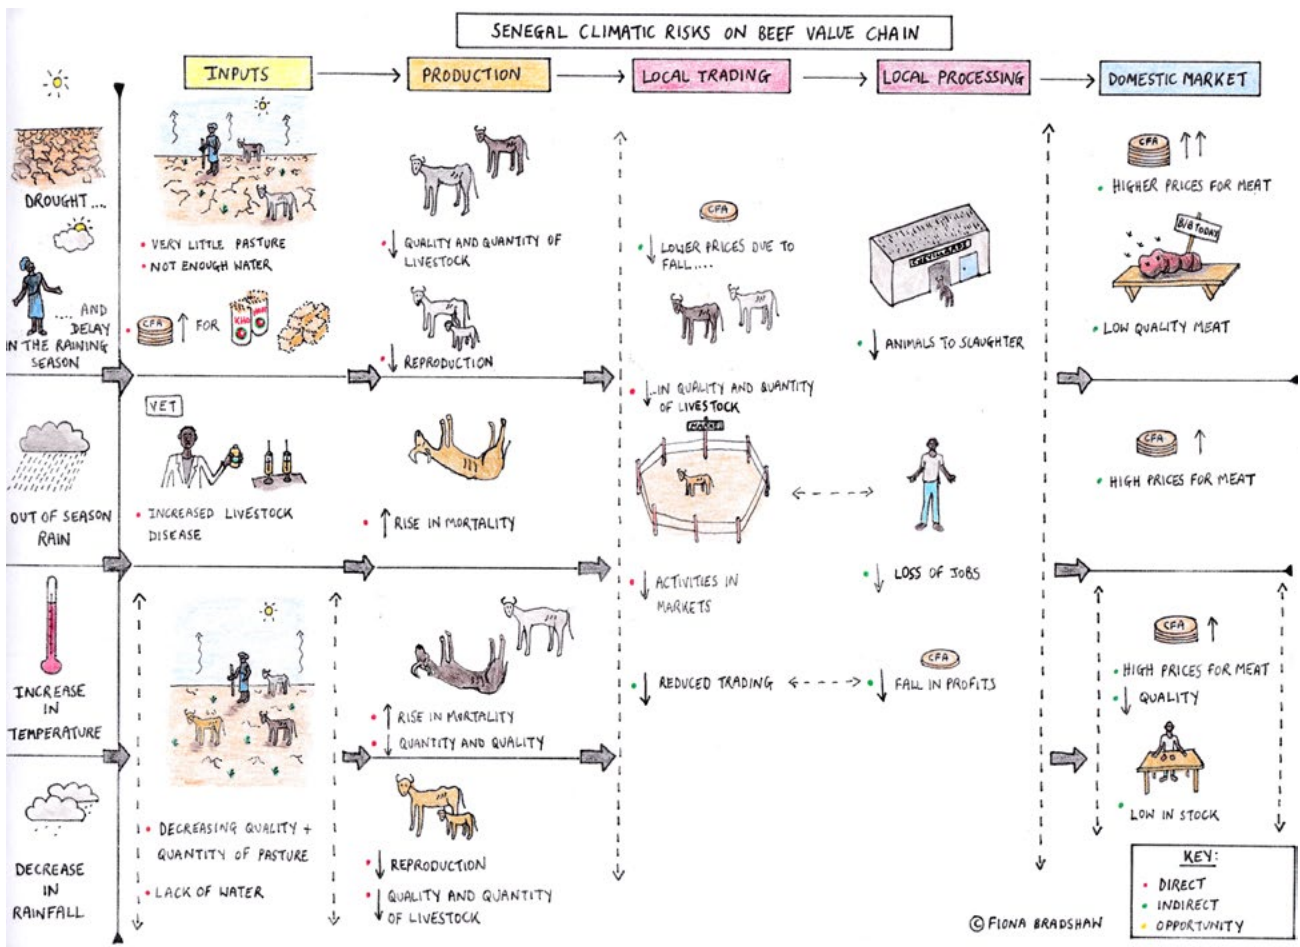 SENEGAL CLIMATIC RISKS ON BEEF VALUE CHAIN
INPUTS
PRODUCTION
LOCAL TRADING
LOCAL PROCESSING
DOMESTIC MARKET
DROUGHT....
.... AND
DELAY
N THE RAINING
SEASON
VERY LITTLE PASTURE
NOT ENOUGH WATER
CFA
FOR
QUALITY AND QUANTITY OF
LIVESTOCK
REPRODUCTION
CFA
LOWER PRICES DUE TO
FALL....
...IN QUALITY AND QUANTITY
OF LIVESTOCK
ANIMALS TO SLAUGHTER
CFA
HIGHER PRICES FOR MEAT
TODAY
LOW QUALITY MEAT
OUT OF SEASON
RAIN
VET
INCREASED LIVESTOCK
DISEASE
RISE IN MORTALITY
MARKET
ACTIVITIES IN
MARKETS
LOSS OF JOBS
CFA
HIGH PRICES FOR MEAT
INCREASE
IN
TEMPERATURE
RISE IN MORTALITY
QUANTITY AND QUALITY
REDUCED TRADING
CFA
FALL IN PROFITS
CFA
HIGH PRICES FOR MEAT
QUALITY
LOW IN STOCK
DECREASE
IN
RAINFALL
DECREASING QUALITY +
QUANTITY OF PASTURE
LACK OF WATER
REPRODUCTION
QUALITY AND QUANTITY
OF LIVESTOCK
© FIONA BRADSHAW
KEY:
DIRECT
INDIRECT
OPPORTUNITY